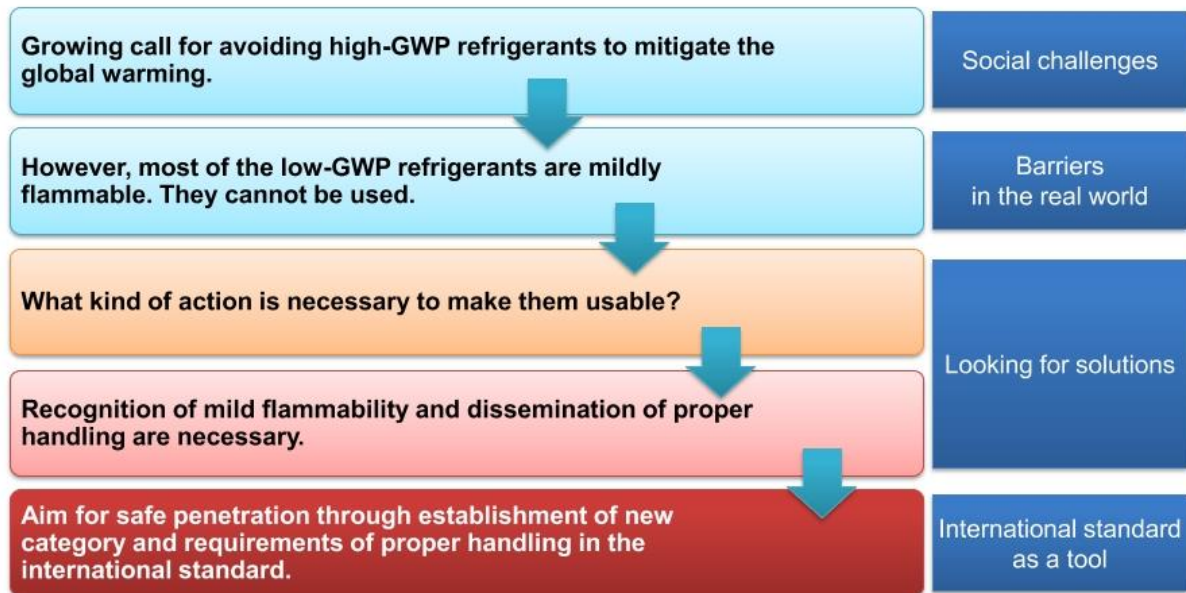 Growing call for avoiding high-GWP refrigerants to mitigate the
global warming.
Social challenges
However, most of the low-GWP refrigerants are mildly
flammable. They cannot be used.
Barriers
in the real world
What kind of action is necessary to make them usable?
Looking for solutions
Recognition of mild flammability and dissemination of proper
handling are necessary.
Aim for safe penetration through establishment of new
category and requirements of proper handling in the
international standard.
International standard
as a tool